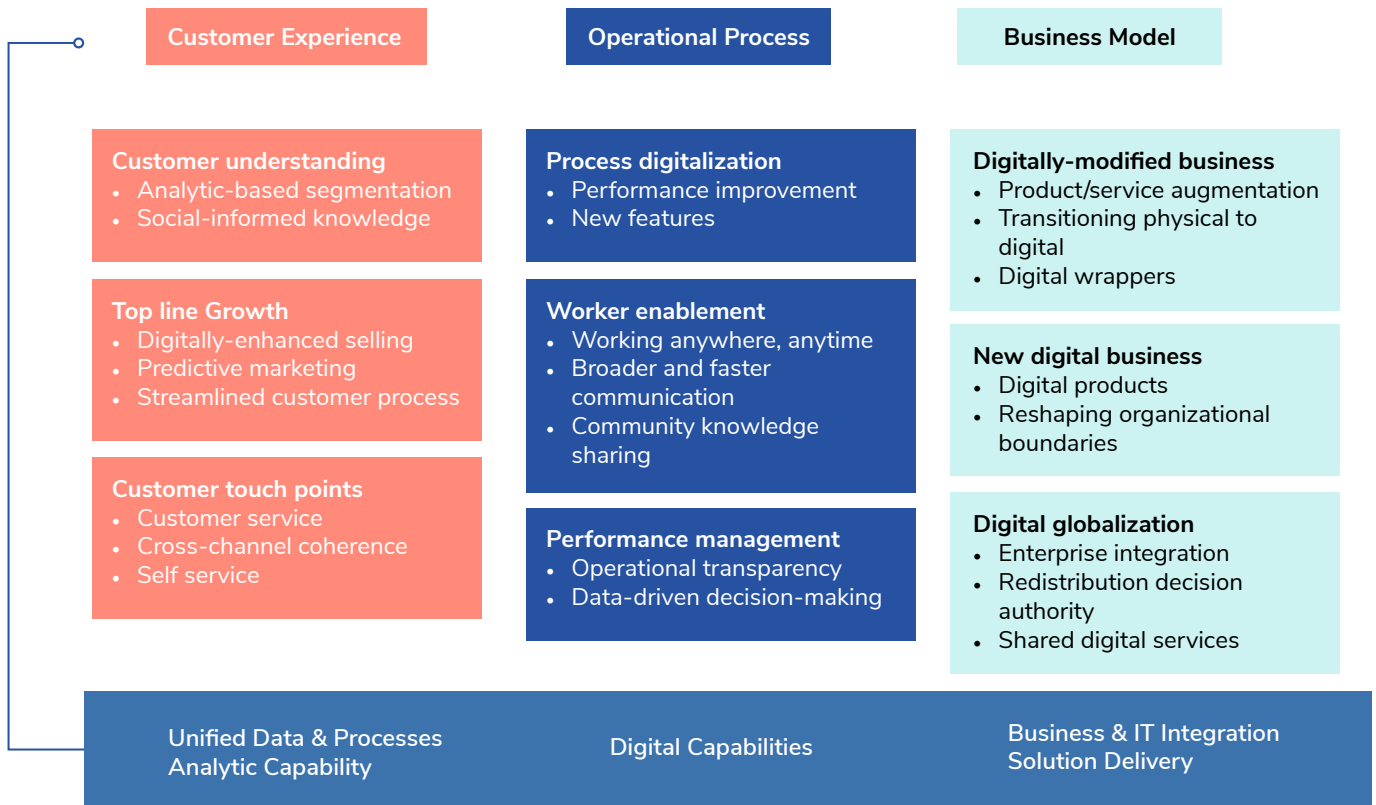 Customer Experience
Operational Process
Business Model
Customer understanding
• Analytic-based segmentation
• Social-informed knowledge
Top line Growth
• Digitally-enhanced selling
• Predictive marketing
• Streamlined customer process
Customer touch points
• Customer service
• Cross-channel coherence
• Self service
Process digitalization
• Performance improvement
• New features
Worker enablement
• Working anywhere, anytime
• Broader and faster
communication
• Community knowledge
sharing
Performance management
• Operational transparency
• Data-driven decision-making
Digitally-modified business
• Product/service augmentation
• Transitioning physical to
digital
• Digital wrappers
New digital business
• Digital products
• Reshaping organizational
boundaries
Digital globalization
• Enterprise integration
• Redistribution decision
authority
• Shared digital services
Unified Data & Processes
Analytic Capability
Digital Capabilities
Business & IT Integration
Solution Delivery